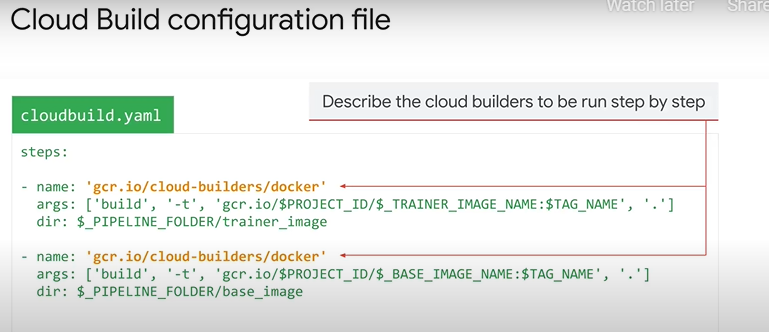 Watch later
Share
Cloud Build configuration file
Describe the cloud builders to be run step by step
cloudbuild.yaml
steps:
- name: 'gcr.io/cloud-builders/docker'
args: ['build', '-t', 'gcr.io/$PROJECT_ID/$_TRAINER_IMAGE_NAME:$TAG_NAME', '.']
dir: $_PIPELINE_FOLDER/trainer_image
- name: 'gcr.io/cloud-builders/docker'
args: ['build', '-t', 'gcr.io/$PROJECT_ID/$_BASE_IMAGE_NAME:$TAG_NAME', '.']
dir: $_PIPELINE_FOLDER/base_image